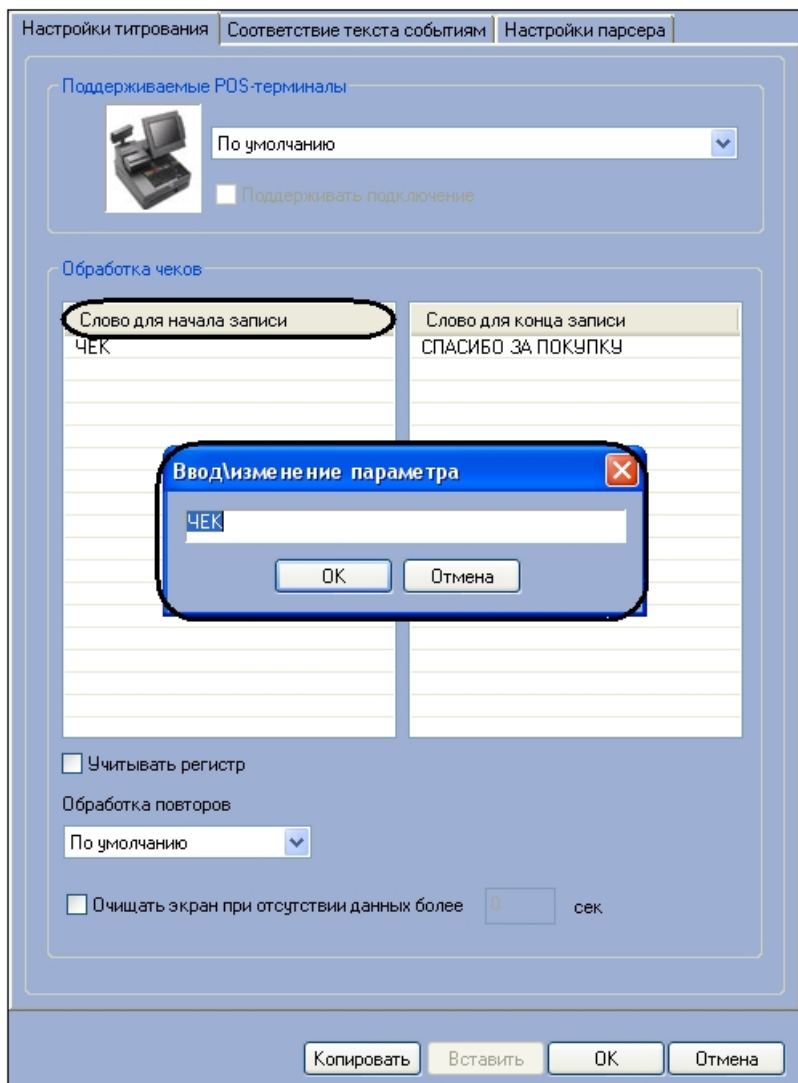 Настройки титрования Соответствие текста событиям Настройки парсера
Поддерживаемые POS-терминалы
По умолчанию
Поддерживать подключение
Обработка чеков
Слово для начала записи Слово для конца записи
ЧЕК СПАСИБО ЗА ПОКУПКУ
Ввод\изменение параметра
ЧЕК
OK Отмена
Учитывать регистр
Обработка повторов
По умолчанию
Очищать экран при отсутствии данных более 0 сек
Копировать Вставить OK Отмена